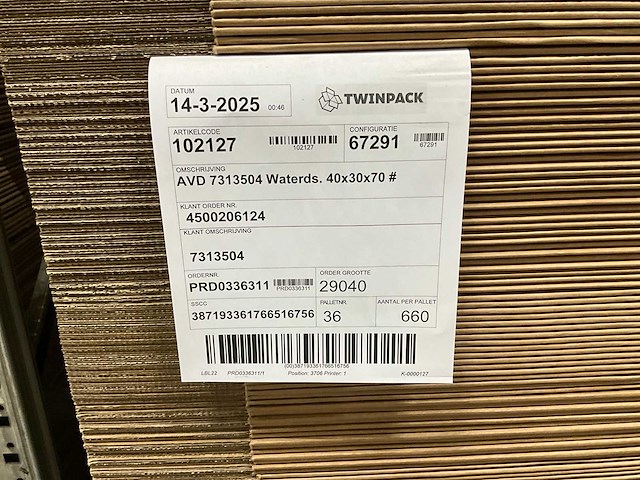 DATUM
14-3-2025 00:46
TWINPACK
ARTIKELCODE
102127
102127
CONFIGURATIE
67291
67291
OMSCHRIJVING
AVD 7313504 Waterds. 40x30x70 #
KLANT ORDER NR.
4500206124
KLANT OMSCHRIJVING
7313504
ORDERNR.
PRD0336311
PRD0336311
ORDER GROOTTE
29040
SSCC
387193361766516756
PALLETNR.
36
AANTAL PER PALLET
660
(00)387193361766516756
LBL22 PRD0336311/1 Position: 3706 Printer: 1 K-0000127